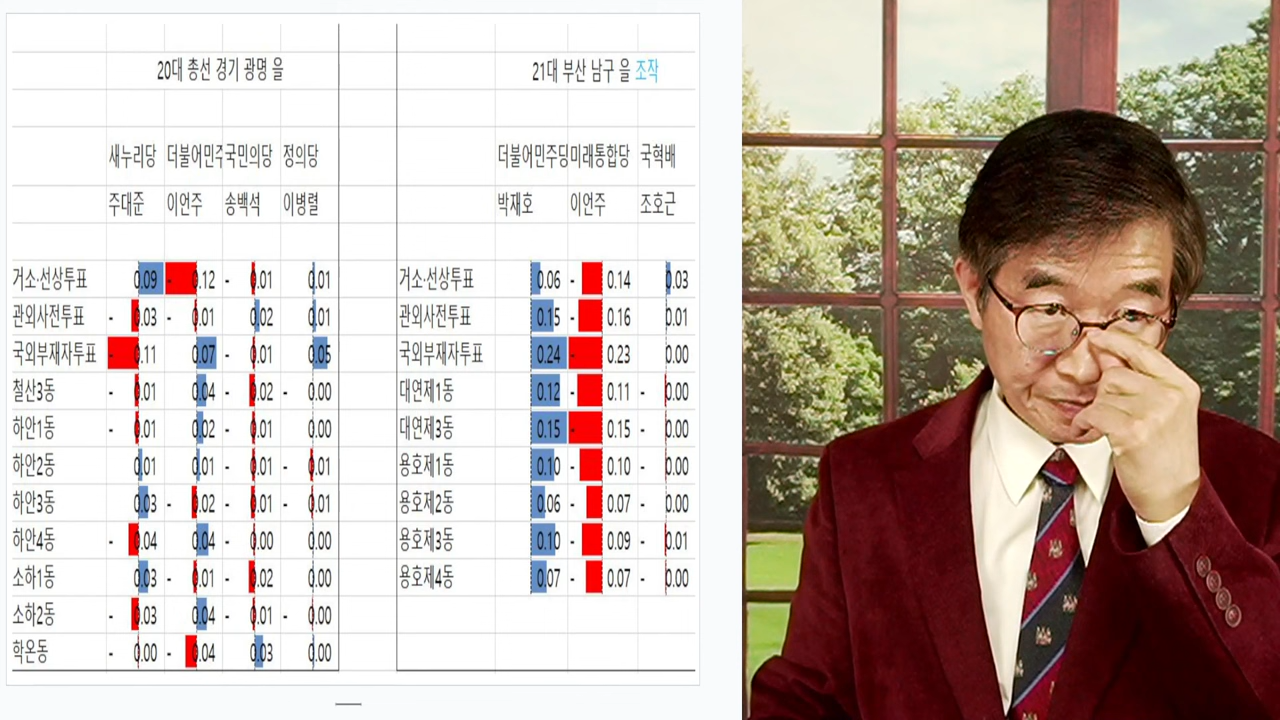 20대 총선 경기 광명 을
새누리당 더불어민주 국민의당 정의당
주대준 이언주 송백석 이병렬
거소·선상투표 0.09 - 0.12 - 0.01 0.01
관외사전투표 - 0.03 - 0.01 0.02 0.01
국외부재자투표 - 0.11 0.07 - 0.01 0.05
철산3동 - 0.01 0.04 - 0.02 - 0.00
하안1동 - 0.01 0.02 - 0.01 0.00
하안2동 0.01 0.01 - 0.01 - 0.01
하안3동 0.03 - 0.02 - 0.01 - 0.01
하안4동 - 0.04 0.04 - 0.00 - 0.00
소하1동 0.03 - 0.01 - 0.02 0.00
소하2동 - 0.03 0.04 - 0.01 - 0.00
학온동 - 0.00 - 0.04 0.03 0.00
21대 부산 남구 을 조작
더불어민주당 미래통합당 국혁배
박재호 이언주 조호근
거소·선상투표 0.06 - 0.14 0.03
관외사전투표 0.15 - 0.16 0.01
국외부재자투표 0.24 - 0.23 0.00
대연제1동 0.12 - 0.11 - 0.00
대연제3동 0.15 - 0.15 - 0.00
용호제1동 0.10 - 0.10 - 0.00
용호제2동 0.06 - 0.07 - 0.00
용호제3동 0.10 - 0.09 - 0.01
용호제4동 0.07 - 0.07 - 0.00